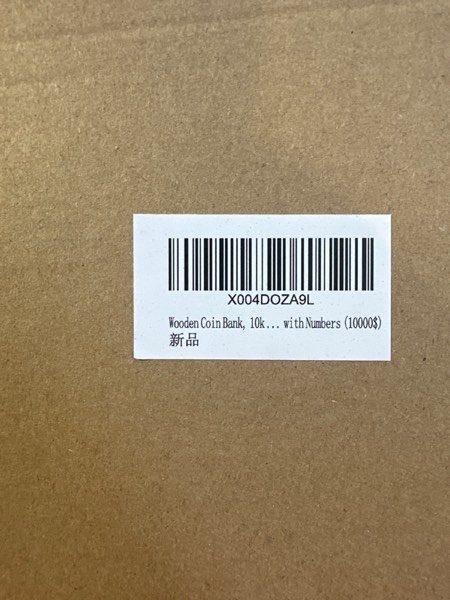 X004DOZA9L
Wooden Coin Bank, 10k... with Numbers (10000$)
新品